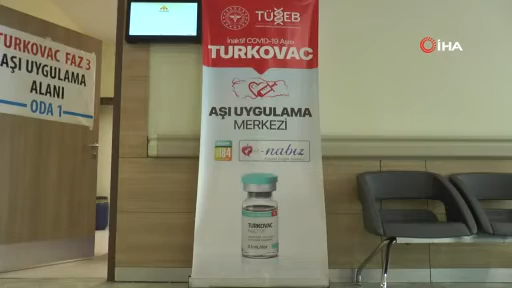 TURKOVAC FAZ 3
AŞI UYGULAMA
ALANI
ODA 1
TÜSEB
İnaktif COVID-19 Aşısı
TURKOVAC
AŞI UYGULAMA
MERKEZİ
184
e-nabız
TURKOVAC
İHA